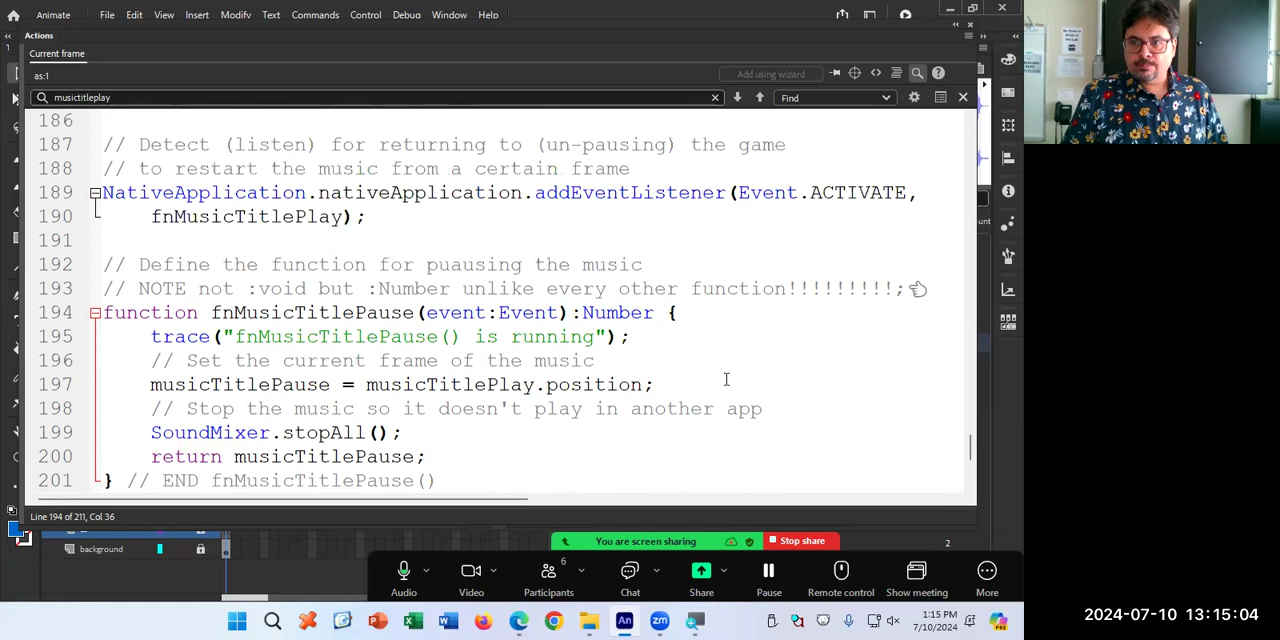 Animate
File
Edit
View
Insert
Modify
Text
Commands
Control
Debug
Window
Help
Actions
Current frame
as:1
Add using wizard
musictitleplay
Find
186
187 // Detect (listen) for returning to (un-pausing) the game
188 // to restart the music from a certain frame
189 NativeApplication.nativeApplication.addEventListener(Event.ACTIVATE,
190 fnMusicTitlePlay);
191
192 // Define the function for puausing the music
193 // NOTE not :void but :Number unlike every other function!!!!!!!!!;
194 function fnMusicTitlePause(event:Event):Number {
195 trace("fnMusicTitlePause() is running");
196 // Set the current frame of the music
197 musicTitlePause = musicTitlePlay.position;
198 // Stop the music so it doesn't play in another app
199 SoundMixer.stopAll();
200 return musicTitlePause;
201 } // END fnMusicTitlePause()
Line 194 of 211, Col 36
background
You are screen sharing
Stop share
2
6
Audio
Video
Participants
Chat
Share
Pause
Remote control
Show meeting
More
1:15 PM
7/10/2024
2024-07-10 13:15:04